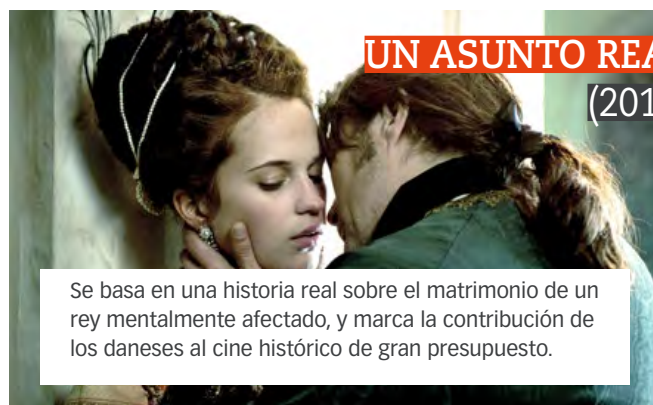 UN ASUNTO REA
(201
Se basa en una historia real sobre el matrimonio de un
rey mentalmente afectado, y marca la contribución de
los daneses al cine histórico de gran presupuesto.